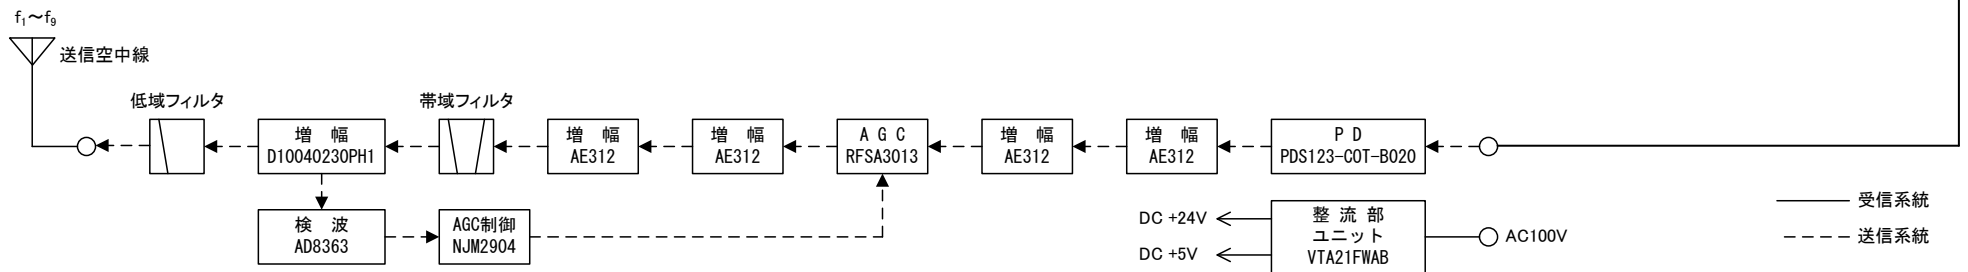 f₁～f₉
送信空中線
低域フィルタ
帯域フィルタ
増　幅
D10040230PH1
増　幅
AE312
増　幅
AE312
ＡＧＣ
RFSA3013
増　幅
AE312
増　幅
AE312
ＰＤ
PDS123-COT-B020
検　波
AD8363
AGC制御
NJM2904
DC +24V
DC +5V
整 流 部
ユニット
VTA21FWAB
AC100V
受信系統
送信系統